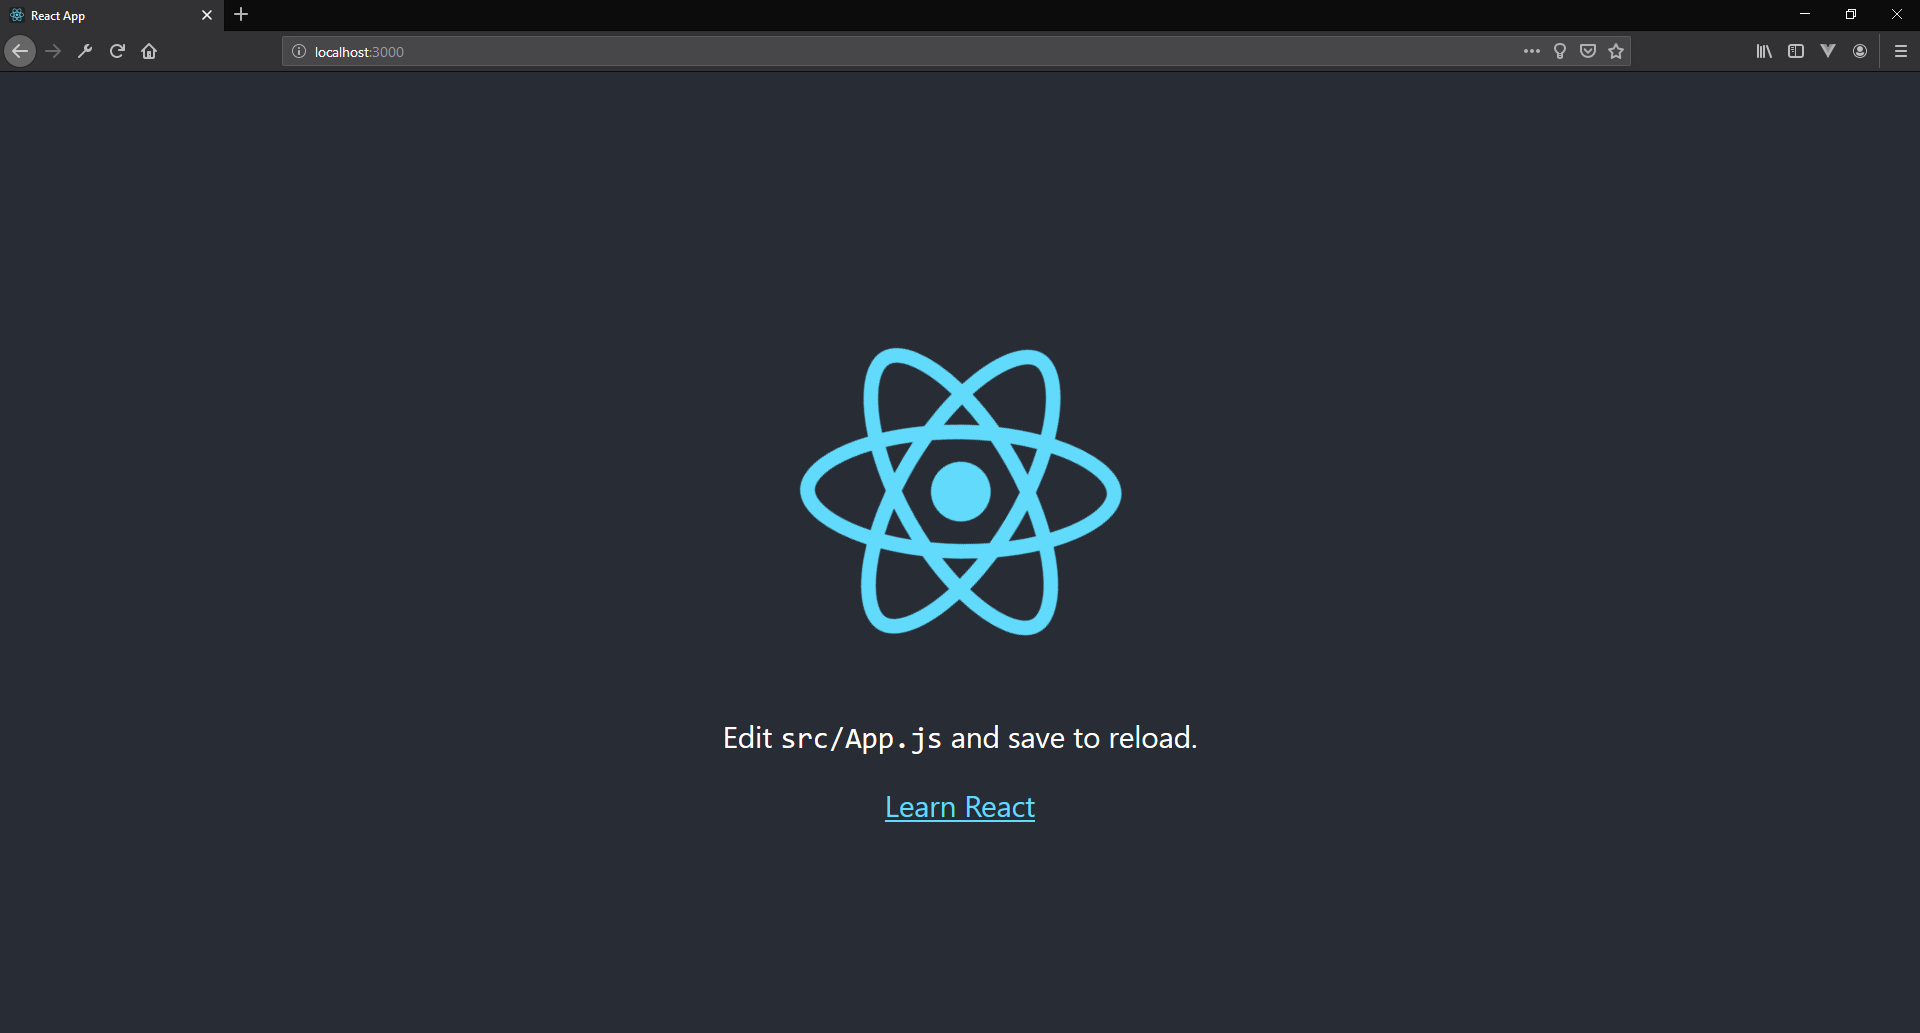 React App
localhost:3000
Edit src/App.js and save to reload.
Learn React